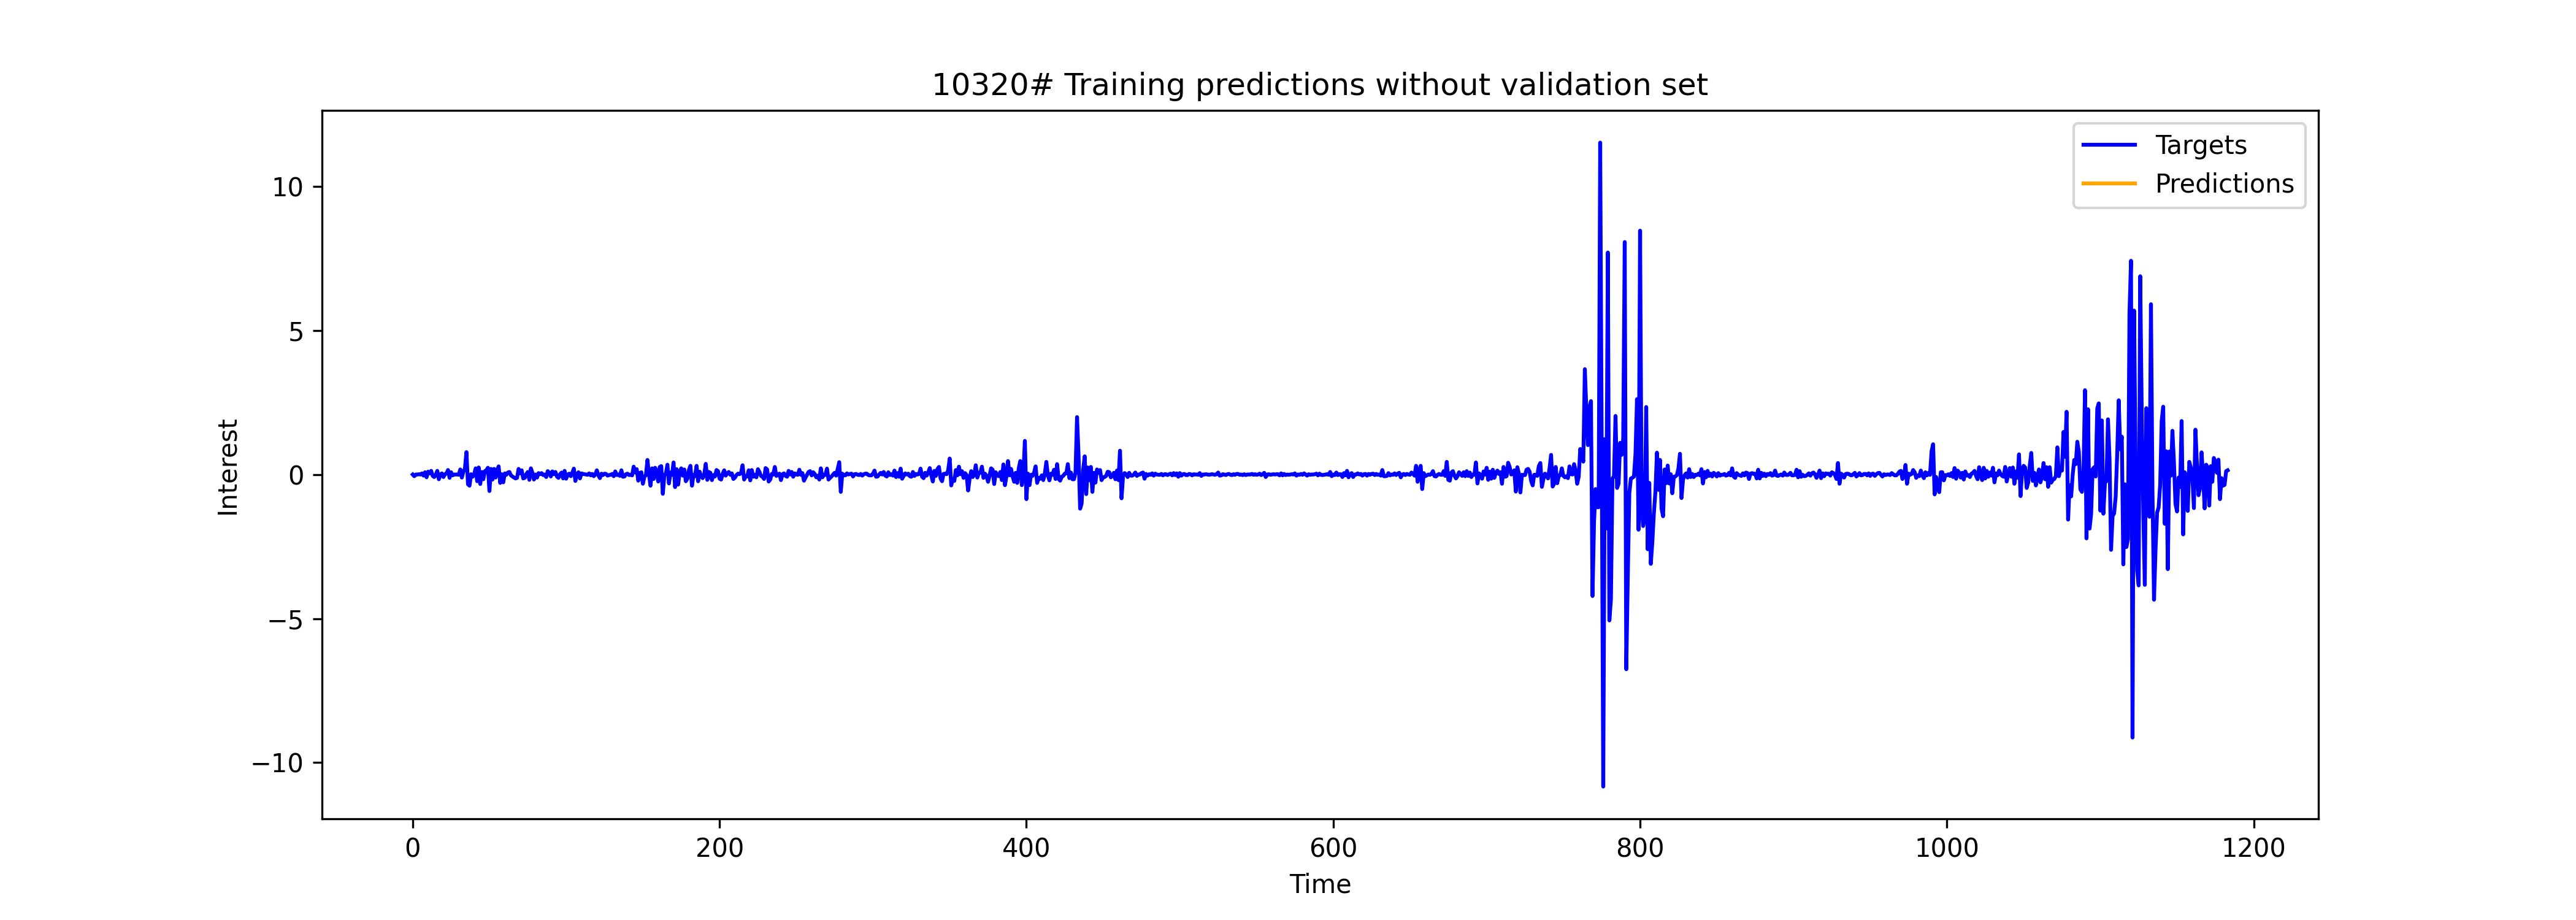 10320# Training predictions without validation set
Targets
Predictions
10
5
0
−5
−10
Interest
0 200 400 600 800 1000 1200
Time